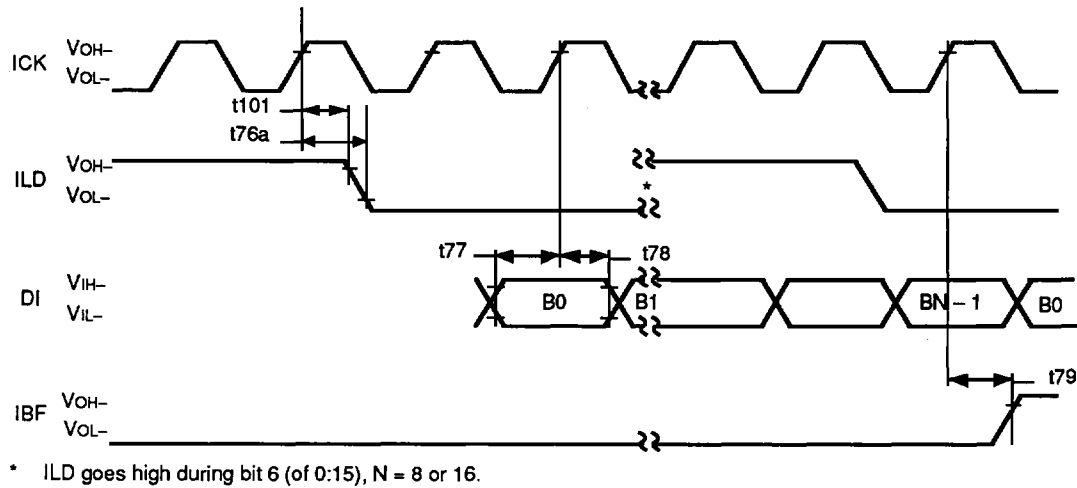 ICK VOH–
VOL–
t101
t76a
ILD VOH–
VOL–
*
t77 t78
DI VIH–
VIL–
B0 B1 BN – 1 B0
t79
IBF VOH–
VOL–
* ILD goes high during bit 6 (of 0:15), N = 8 or 16.